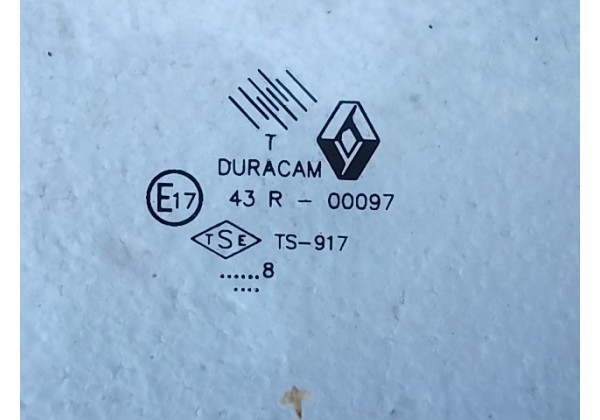 T
DURACAM
E17 43 R - 00097
TSE TS-917
......8
....